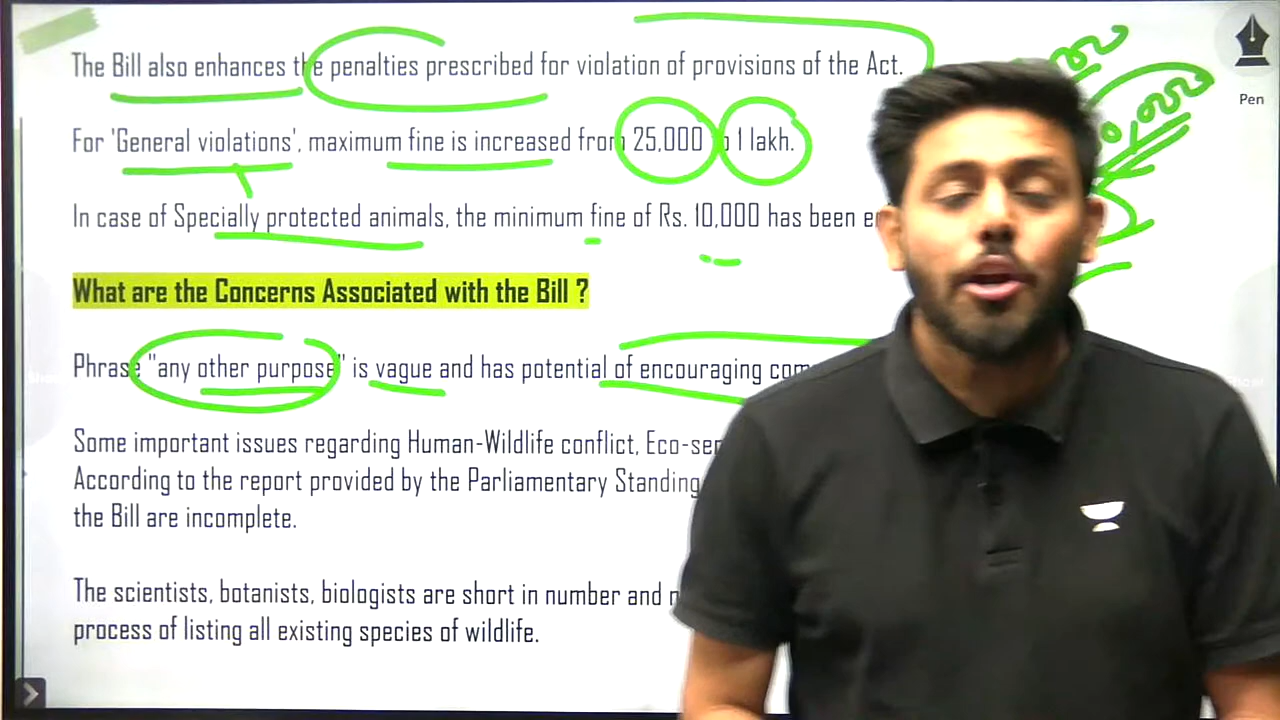 The Bill also enhances the penalties prescribed for violation of provisions of the Act.
Pen
For 'General violations', maximum fine is increased from 25,000 to 1 lakh.
In case of Specially protected animals, the minimum fine of Rs. 10,000 has been
What are the Concerns Associated with the Bill ?
Phrase "any other purpose" is vague and has potential of encouraging
Some important issues regarding Human-Wildlife conflict,
According to the report provided by the Parliamentary Standing
the Bill are incomplete.
The scientists, botanists, biologists are short in number and
process of listing all existing species of wildlife.